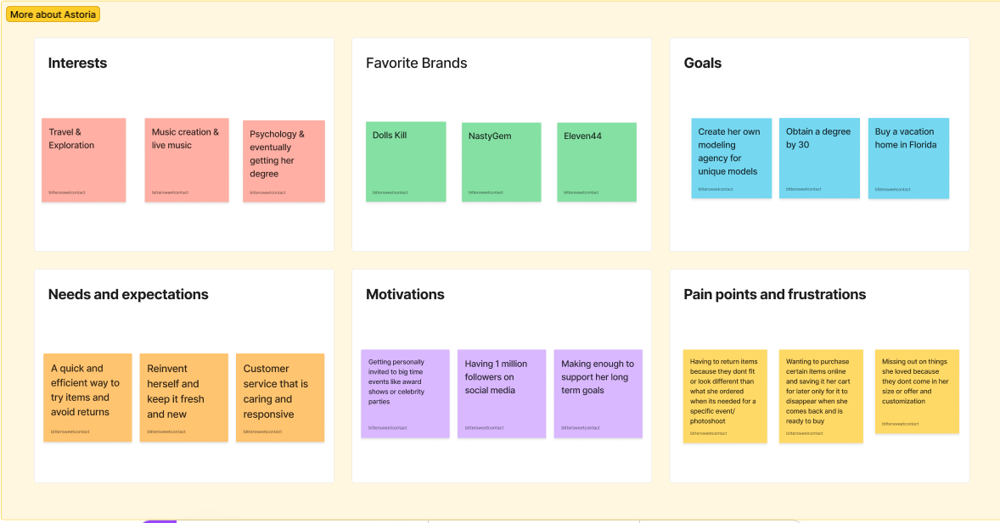 More about Astoria
Interests
Travel &
Exploration
bittersweetcontact
Music creation &
live music
bittersweetcontact
Psychology &
eventually
getting her
degree
bittersweetcontact
Favorite Brands
Dolls Kill
bittersweetcontact
NastyGem
bittersweetcontact
Eleven44
bittersweetcontact
Goals
Create her own
modeling
agency for
unique models
bittersweetcontact
Obtain a degree
by 30
bittersweetcontact
Buy a vacation
home in Florida
bittersweetcontact
Needs and expectations
A quick and
efficient way to
try items and
avoid returns
bittersweetcontact
Reinvent
herself and
keep it fresh
and new
bittersweetcontact
Customer
service that is
caring and
responsive
bittersweetcontact
Motivations
Getting personally
invited to big time
events like award
shows or celebrity
parties
bittersweetcontact
Having 1 million
followers on
social media
bittersweetcontact
Making enough to
support her long
term goals
bittersweetcontact
Pain points and frustrations
Having to return items
because they dont fit
or look different than
what she ordered
when its needed for a
specific event/
photoshoot
bittersweetcontact
Wanting to purchase
certain items online
and saving it her cart
for later only for it to
disappear when she
comes back and is
ready to buy
bittersweetcontact
Missing out on things
she loved because
they dont come in her
size or offer and
customization
bittersweetcontact